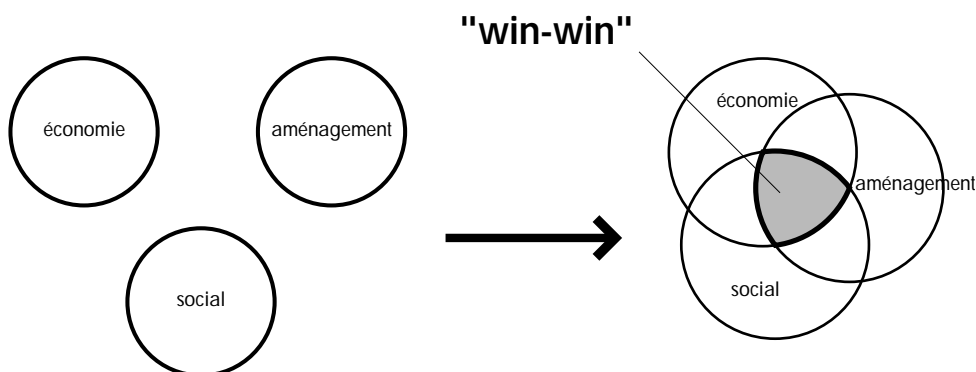 "win-win"
économie
aménagement
social
économie
aménagement
social